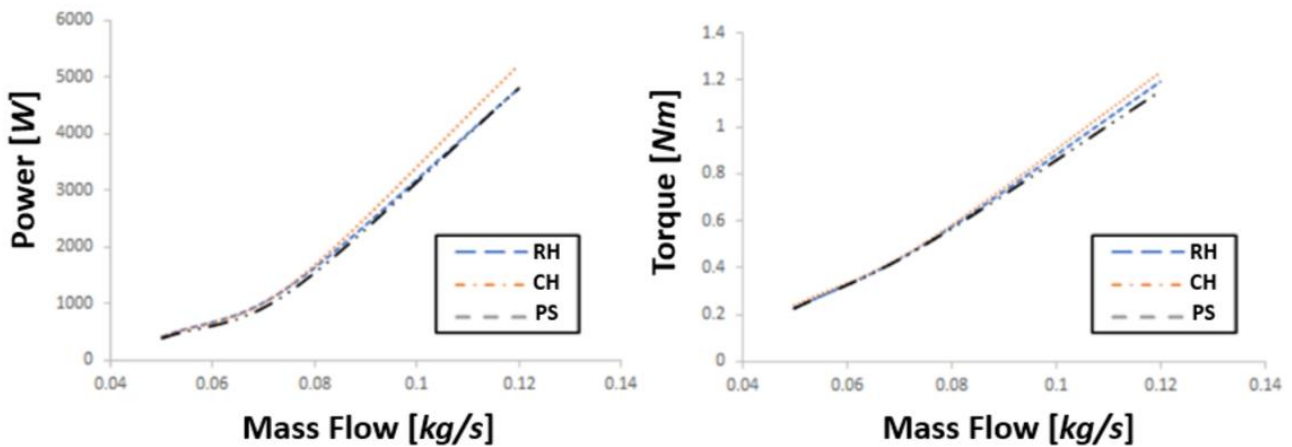 6000
5000
4000
3000
2000
1000
0
Power [W]
0.04 0.06 0.08 0.1 0.12 0.14
Mass Flow [kg/s]
RH
CH
PS
1.4
1.2
1
0.8
0.6
0.4
0.2
0
Torque [Nm]
0.04 0.06 0.08 0.1 0.12 0.14
Mass Flow [kg/s]
RH
CH
PS